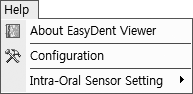 Help
About EasyDent Viewer
Configuration
Intra-Oral Sensor Setting